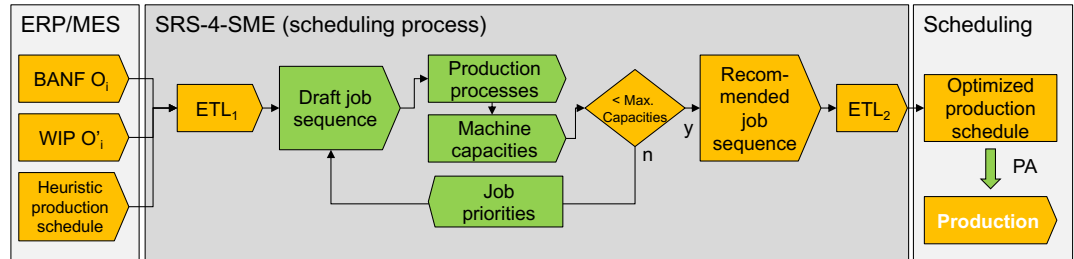 ERP/MES
BANF Oi
WIP O'i
Heuristic
production
schedule
SRS-4-SME (scheduling process)
ETL1
Draft job
sequence
Production
processes
Machine
capacities
Job
priorities
< Max.
Capacities
y
n
Recom-
mended
job
sequence
ETL2
Scheduling
Optimized
production
schedule
PA
Production